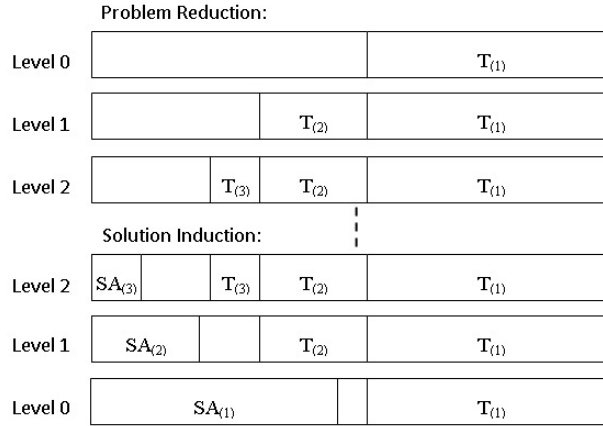 Problem Reduction:
Level 0 T(1)
Level 1 T(2) T(1)
Level 2 T(3) T(2) T(1)
Solution Induction:
Level 2 SA(3) T(3) T(2) T(1)
Level 1 SA(2) T(2) T(1)
Level 0 SA(1) T(1)